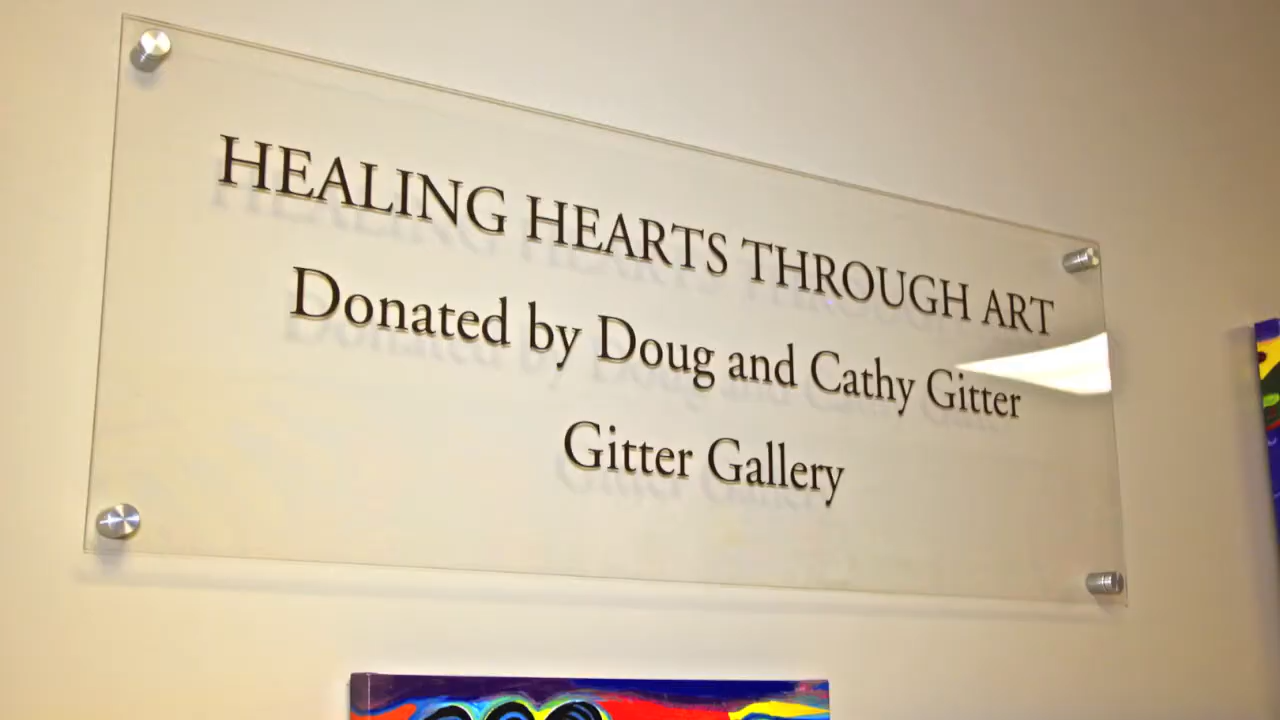 HEALING HEARTS THROUGH ART
Donated by Doug and Cathy Gitter
Gitter Gallery